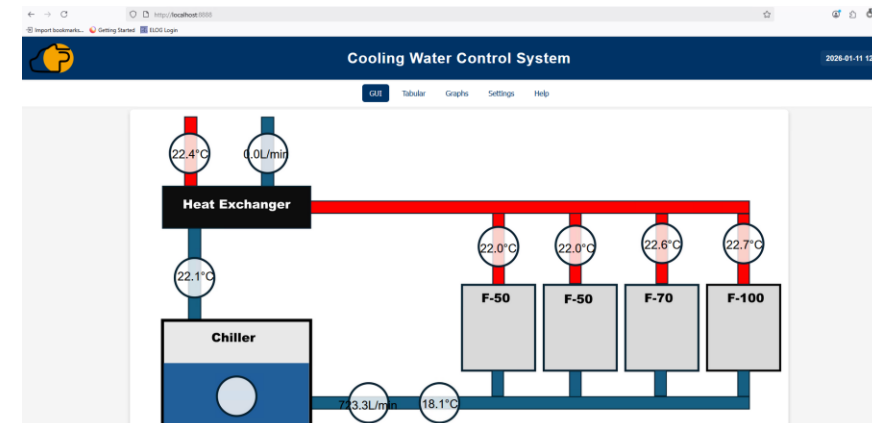 http://localhost:8888
Import bookmarks... Getting Started ELOG Login
Cooling Water Control System
2026-01-11 12
GUI Tabular Graphs Settings Help
22.4°C 0.0L/min
Heat Exchanger
22.0°C 22.0°C 22.6°C 22.7°C
22.1°C
F-50 F-50 F-70 F-100
Chiller
723.3L/min 18.1°C